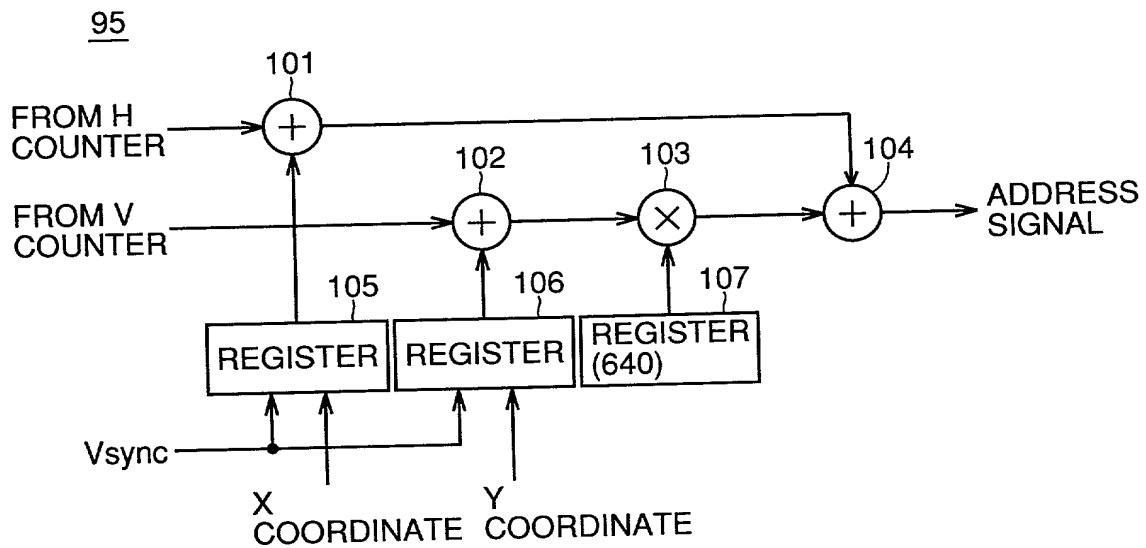 95
101
FROM H
COUNTER
+
102
103
104
FROM V
COUNTER
+
×
+
ADDRESS
SIGNAL
105
106
107
REGISTER
REGISTER
REGISTER
(640)
Vsync
X
COORDINATE
Y
COORDINATE